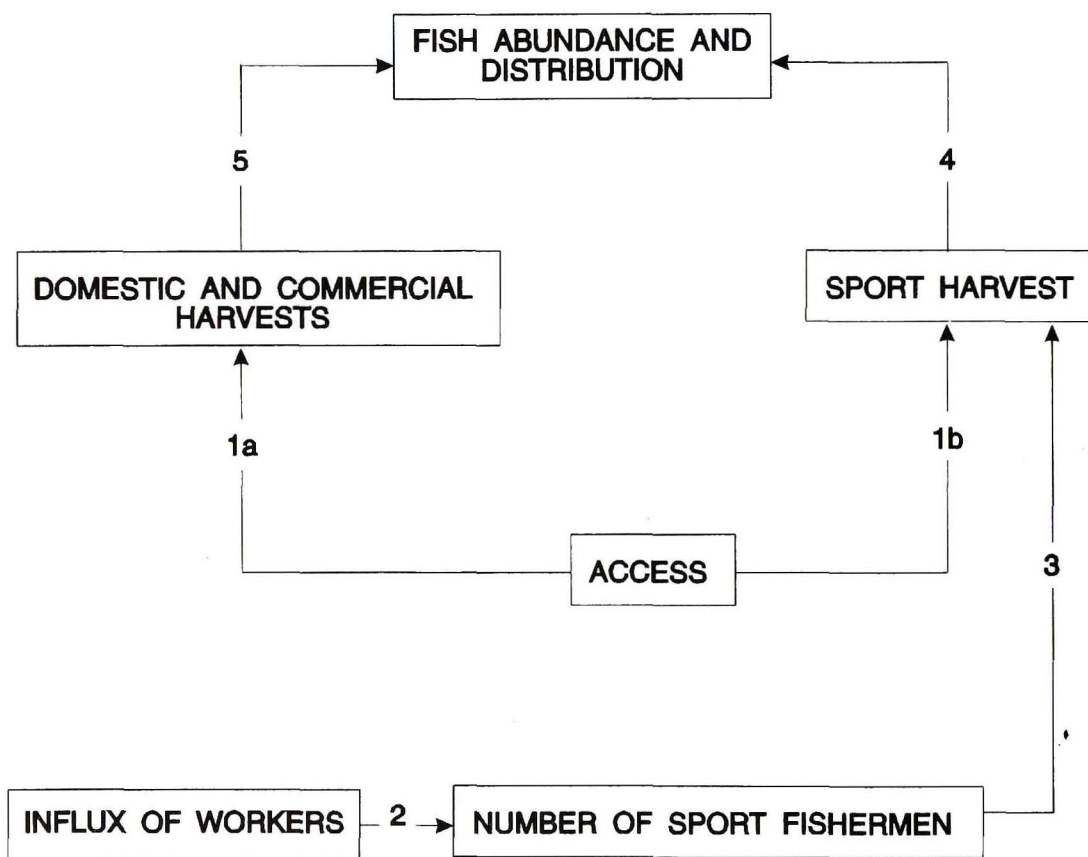 FISH ABUNDANCE AND
DISTRIBUTION
5
4
DOMESTIC AND COMMERCIAL
HARVESTS
SPORT HARVEST
1a
1b
ACCESS
3
INFLUX OF WORKERS
2
NUMBER OF SPORT FISHERMEN